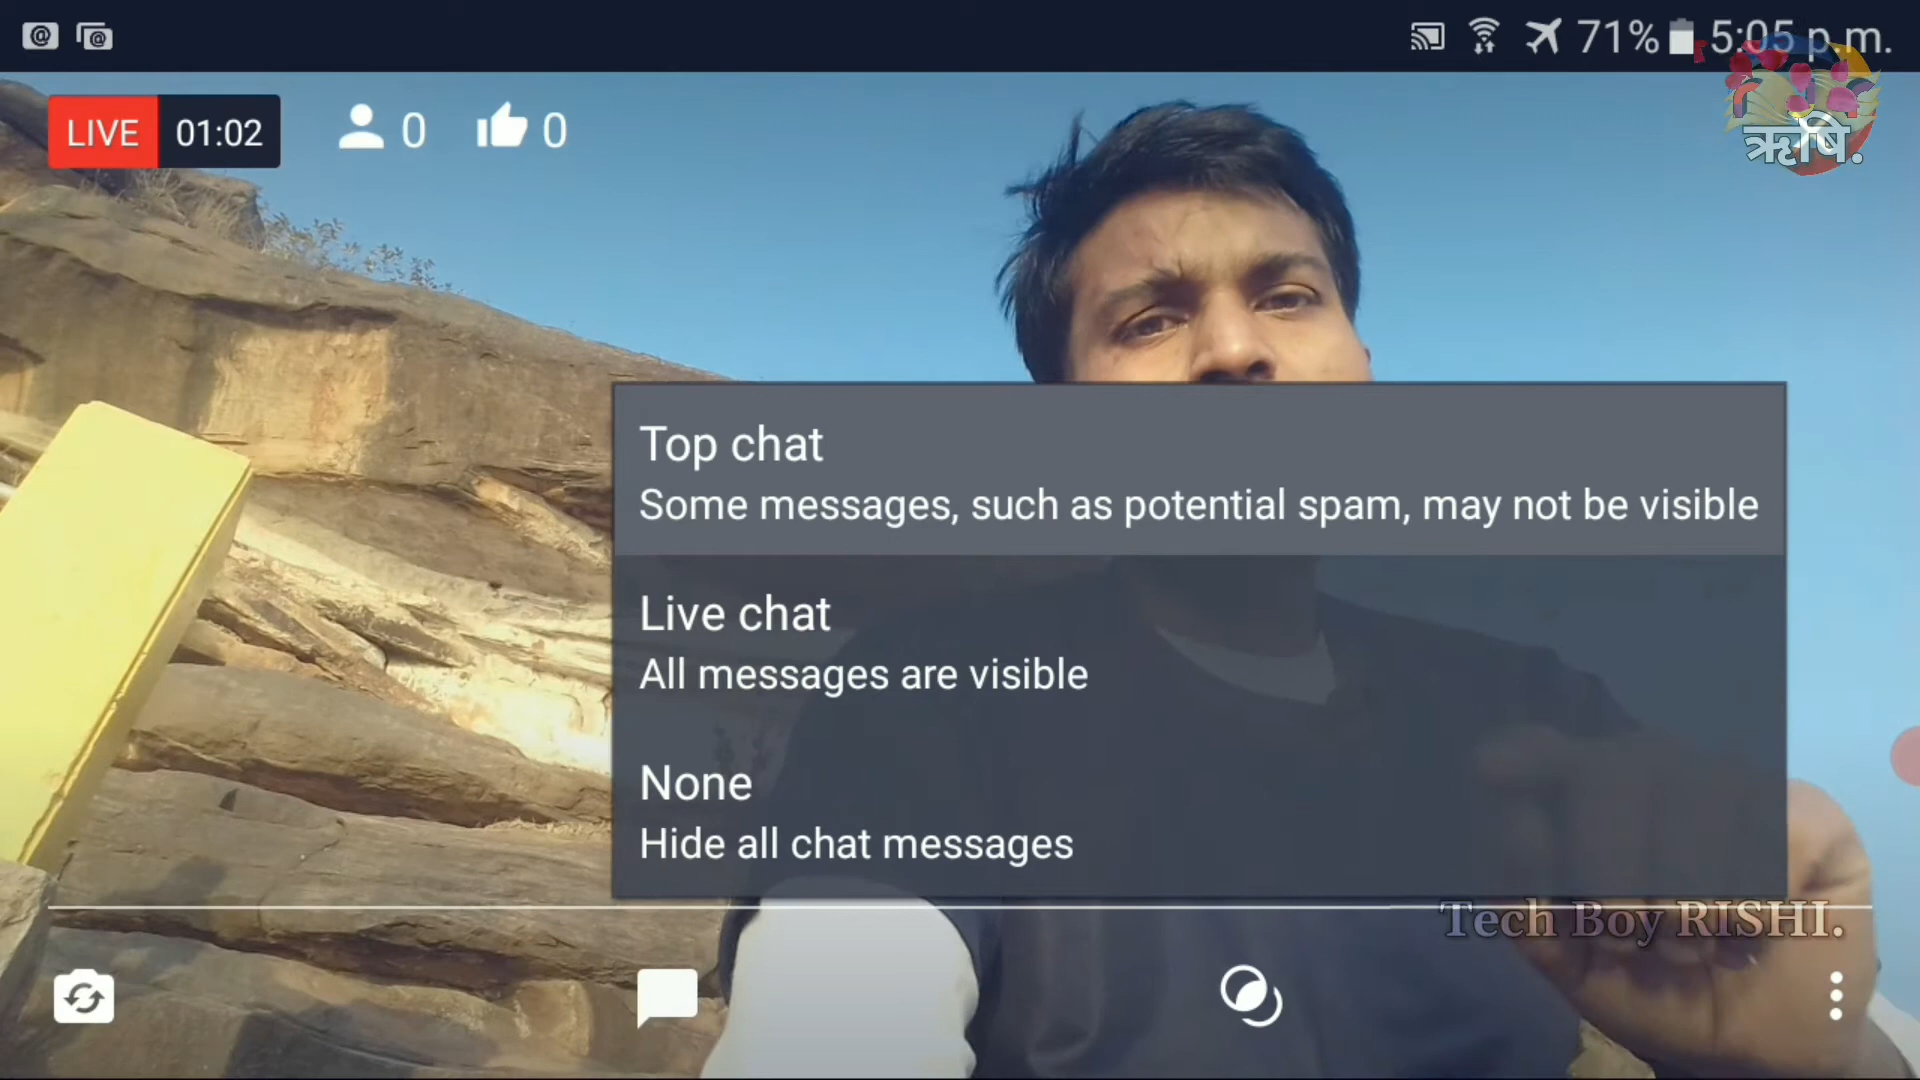 71% 5:05 p.m.
LIVE 01:02 0 0
ऋषि.
Top chat
Some messages, such as potential spam, may not be visible
Live chat
All messages are visible
None
Hide all chat messages
Tech Boy RISHI.